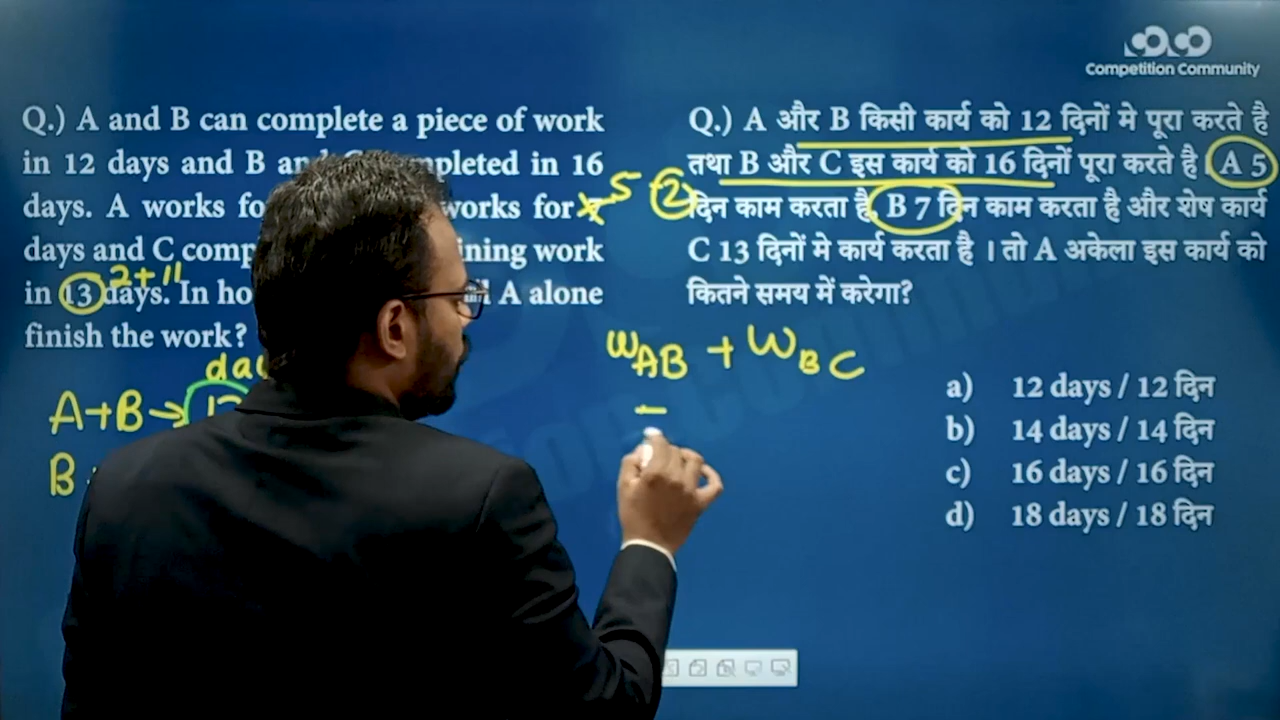 Competition Community
Q.) A and B can complete a piece of work
in 12 days and B and mpleted in 16
days. A works fo works for 5
days and C comp ining work
2+11
in 13 days. In ho A alone
finish the work?
Q.) A और B किसी कार्य को 12 दिनों मे पूरा करते है
तथा B और C इस कार्य को 16 दिनों पूरा करते है A 5
2 दिन काम करता है, B 7 दिन काम करता है और शेष कार्य
C 13 दिनों मे कार्य करता है । तो A अकेला इस कार्य को
कितने समय में करेगा?
WAB + WBC
da
A+B→
B
a) 12 days / 12 दिन
b) 14 days / 14 दिन
c) 16 days / 16 दिन
d) 18 days / 18 दिन